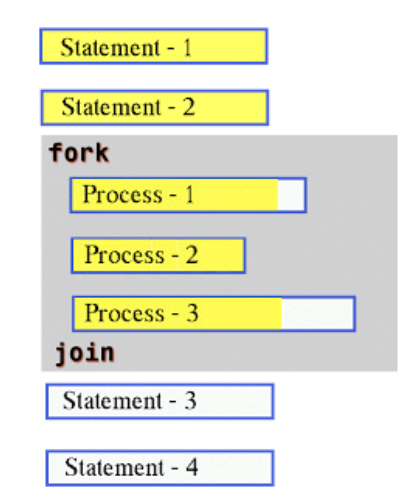 Statement - 1
Statement - 2
fork
Process - 1
Process - 2
Process - 3
join
Statement - 3
Statement - 4